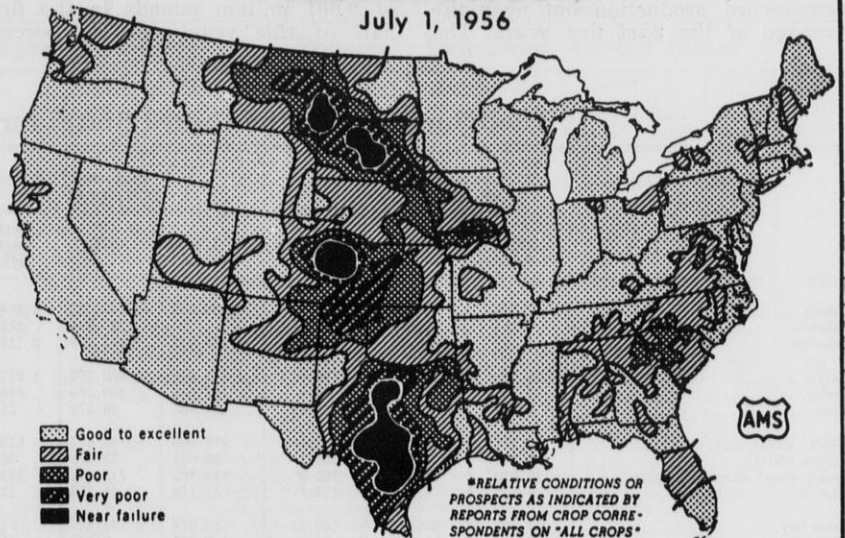 July 1, 1956
Good to excellent
Fair
Poor
Very poor
Near failure
*RELATIVE CONDITIONS OR
PROSPECTS AS INDICATED BY
REPORTS FROM CROP CORRE-
SPONDENTS ON "ALL CROPS"
AMS